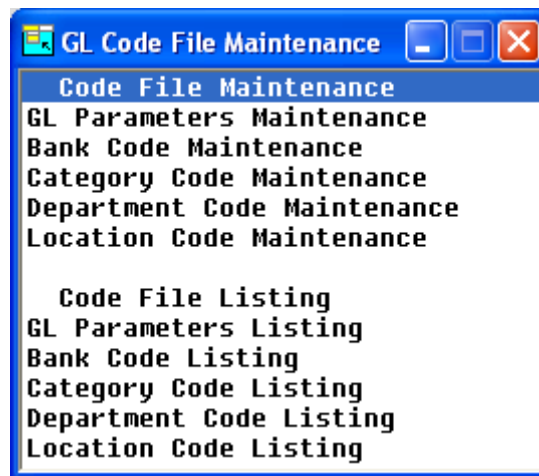 GL Code File Maintenance
Code File Maintenance
GL Parameters Maintenance
Bank Code Maintenance
Category Code Maintenance
Department Code Maintenance
Location Code Maintenance
Code File Listing
GL Parameters Listing
Bank Code Listing
Category Code Listing
Department Code Listing
Location Code Listing